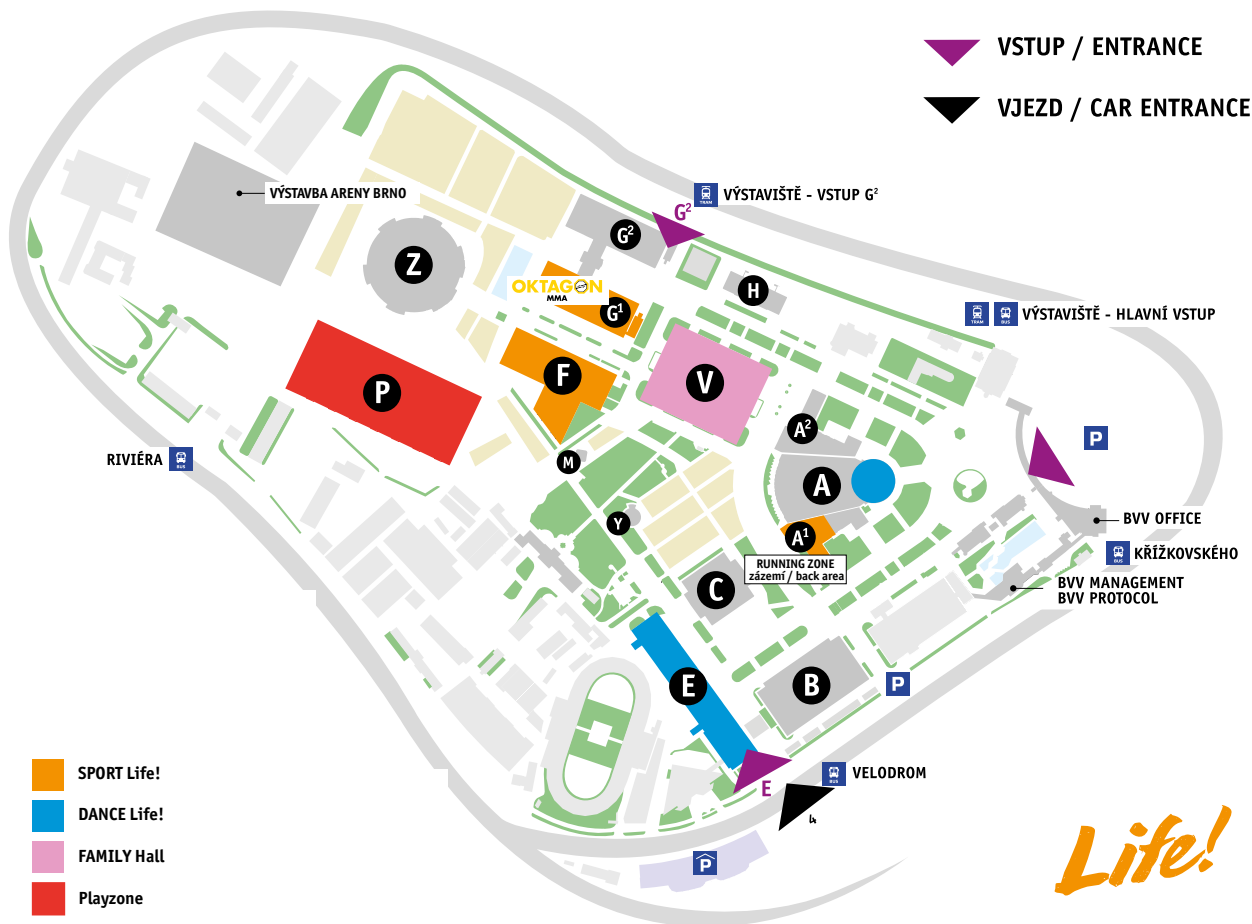 VSTUP / ENTRANCE
VJEZD / CAR ENTRANCE
VÝSTAVBA ARENY BRNO
TRAM
VÝSTAVIŠTĚ - VSTUP G²
G²
G²
Z
OKTAGON
MMA
G¹
H
TRAM
BUS
VÝSTAVIŠTĚ - HLAVNÍ VSTUP
P
F
V
A²
P
RIVIÉRA
BUS
M
A
Y
A¹
BVV OFFICE
RUNNING ZONE
zázemí / back area
BUS
KŘÍŽKOVSKÉHO
C
BVV MANAGEMENT
BVV PROTOCOL
E
B
P
SPORT Life!
E
BUS
VELODROM
4
DANCE Life!
FAMILY Hall
P
Playzone
Life!